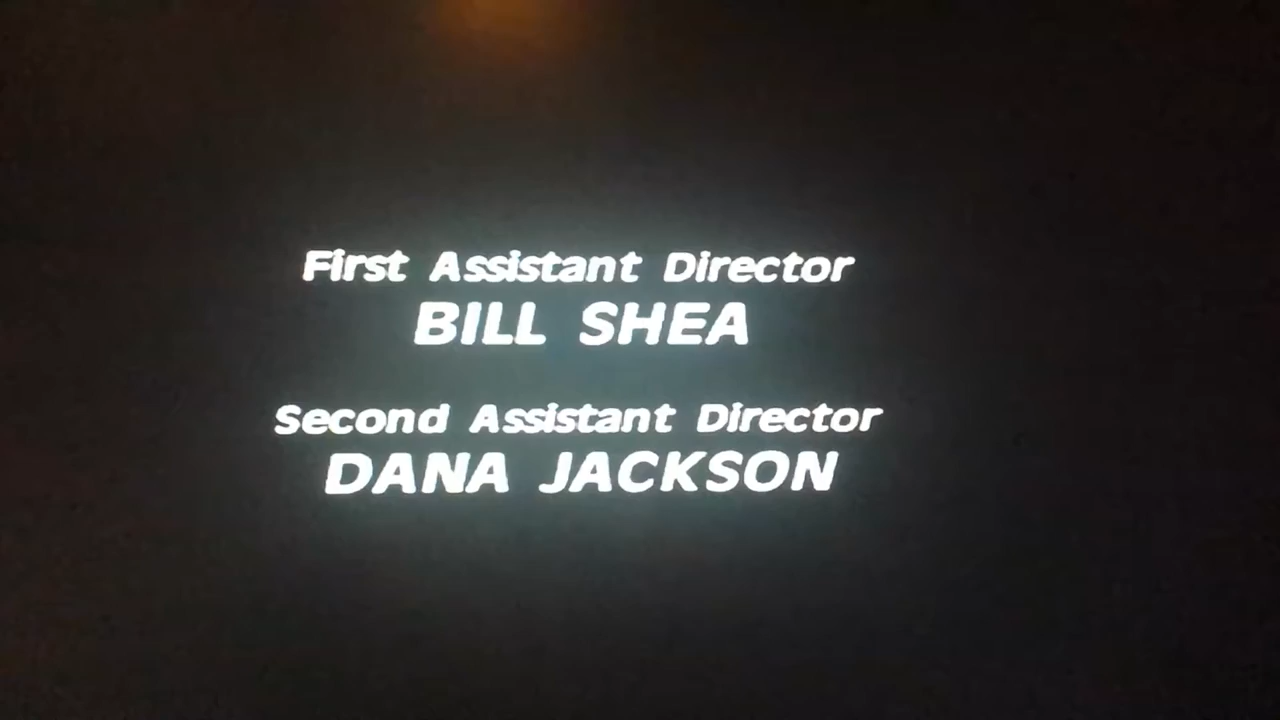 First Assistant Director
BILL SHEA
Second Assistant Director
DANA JACKSON